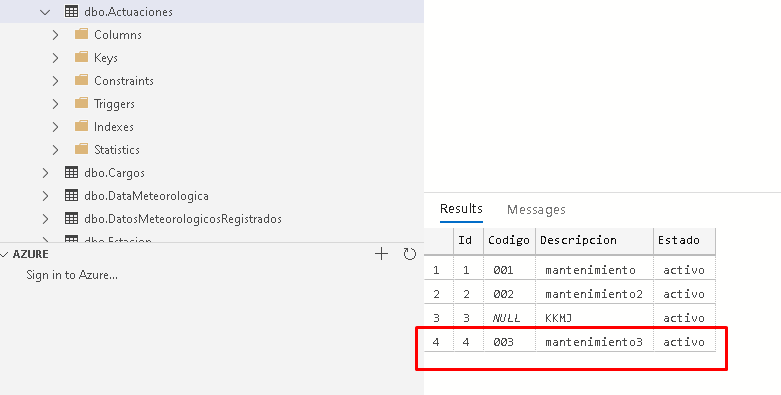 dbo.Actuaciones
Columns
Keys
Constraints
Triggers
Indexes
Statistics
dbo.Cargos
dbo.DataMeteorologica
dbo.DatosMeteorologicosRegistrados
dbo.Estacion
AZURE
Sign in to Azure...
Results Messages
Id Codigo Descripcion Estado
1 1 001 mantenimiento activo
2 2 002 mantenimiento2 activo
3 3 NULL KKMJ activo
4 4 003 mantenimiento3 activo